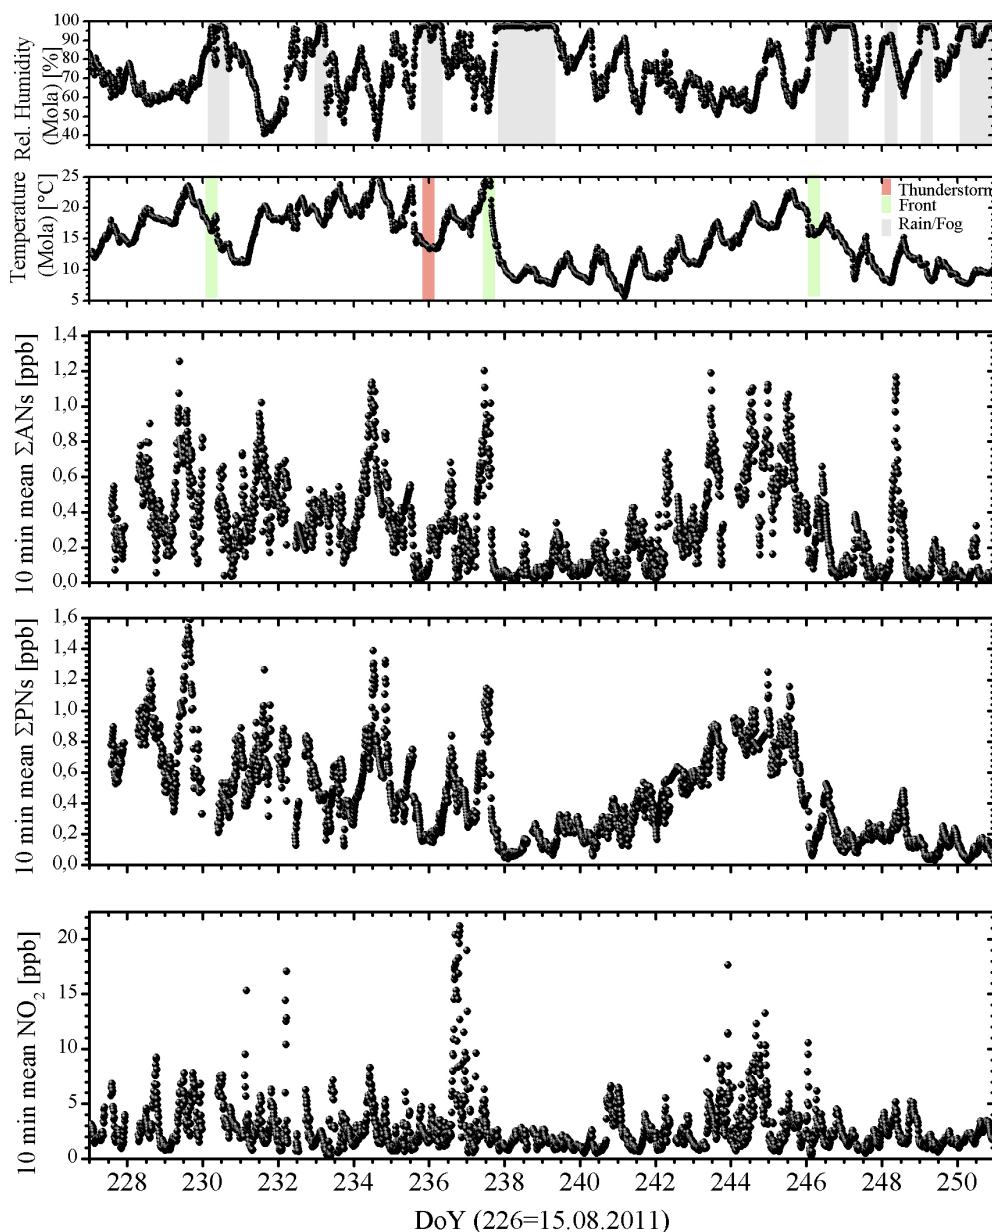 Rel. Humidity
(Mola) [%]
100
90
80
70
60
50
40
Temperature
(Mola) [°C]
25
20
15
10
5
Thunderstorm
Front
Rain/Fog
10 min mean ΣANs [ppb]
1,4
1,2
1,0
0,8
0,6
0,4
0,2
0,0
10 min mean ΣPNs [ppb]
1,6
1,4
1,2
1,0
0,8
0,6
0,4
0,2
0,0
10 min mean NO₂ [ppb]
20
15
10
5
0
228 230 232 234 236 238 240 242 244 246 248 250
DoY (226=15.08.2011)